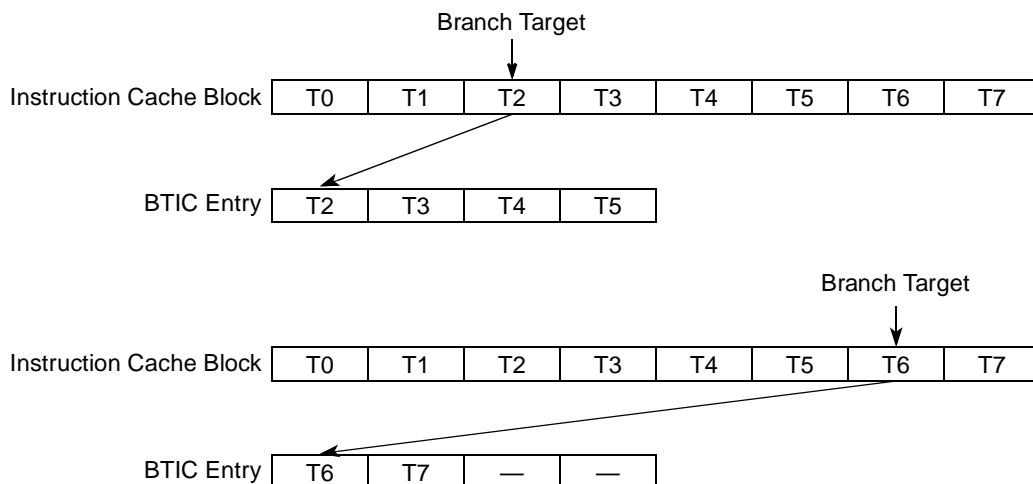 Branch Target
Instruction Cache Block T0 T1 T2 T3 T4 T5 T6 T7
BTIC Entry T2 T3 T4 T5
Branch Target
Instruction Cache Block T0 T1 T2 T3 T4 T5 T6 T7
BTIC Entry T6 T7 — —